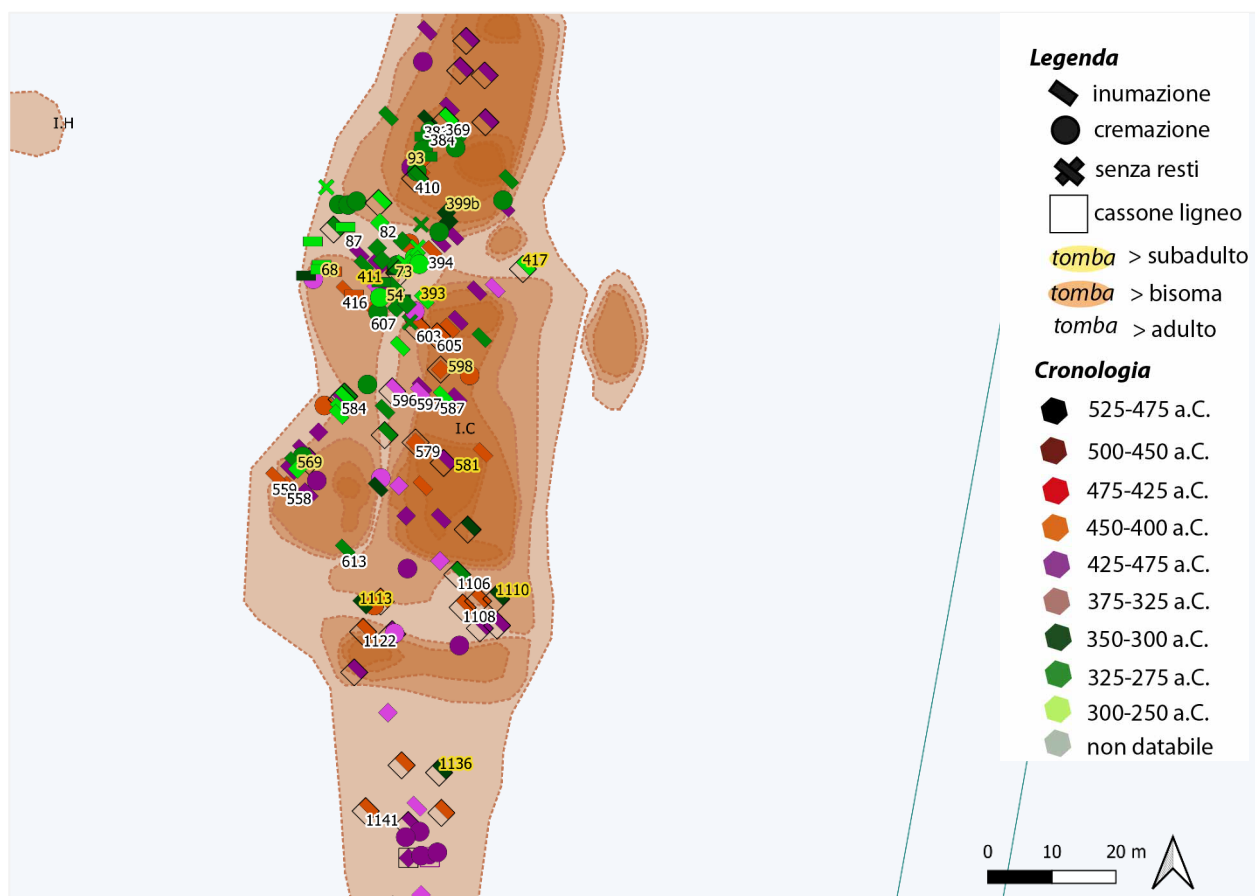 I.H
369
384
93
410
399b
87
82
394
417
68
411
73
416
54
393
607
603
605
598
584
596
597
587
I.C
579
581
569
559
558
613
1106
1110
1113
1108
1122
1136
1141
Legenda
inumazione
cremazione
senza resti
cassone ligneo
tomba > subadulto
tomba > bisoma
tomba > adulto
Cronologia
525-475 a.C.
500-450 a.C.
475-425 a.C.
450-400 a.C.
425-475 a.C.
375-325 a.C.
350-300 a.C.
325-275 a.C.
300-250 a.C.
non databile
0 10 20 m